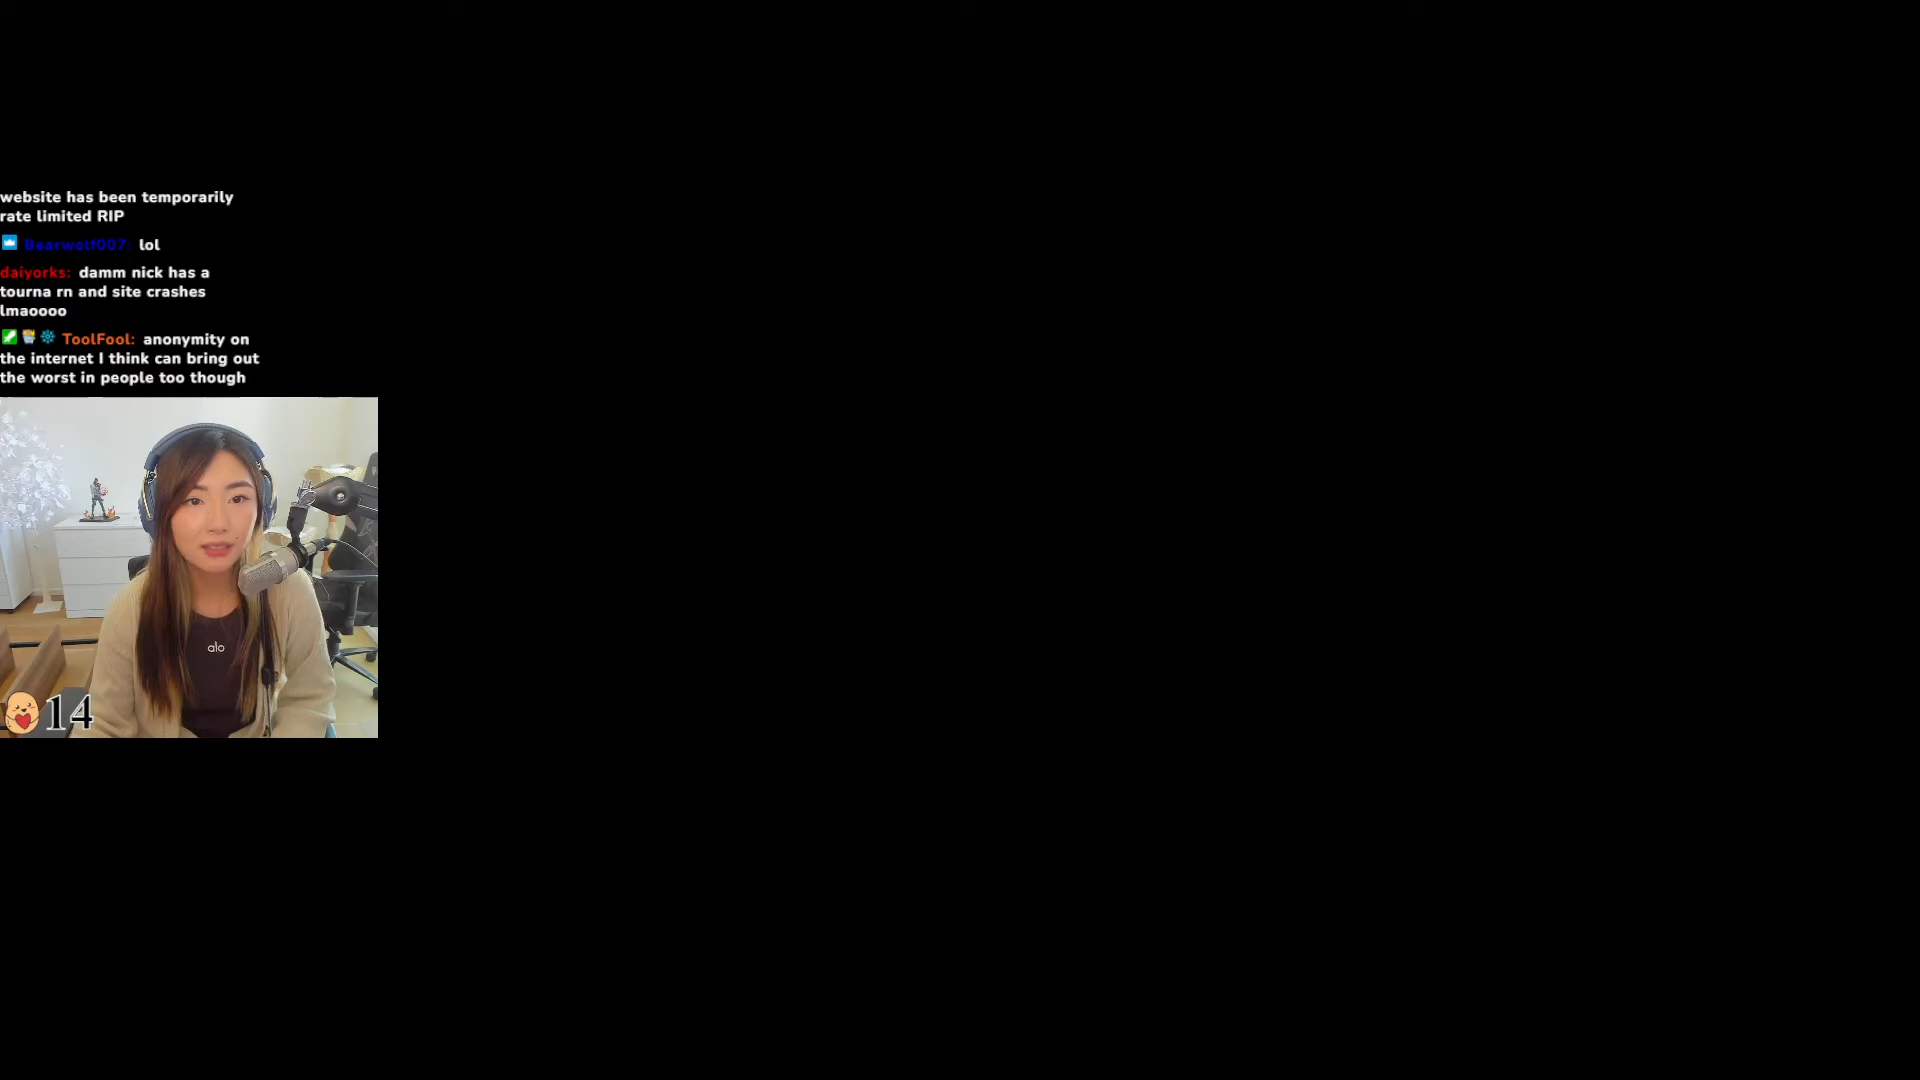 website has been temporarily
rate limited RIP
Bearwolf007: lol
daiyorks: damm nick has a
tourna rn and site crashes
lmaoooo
ToolFool: anonymity on
the internet I think can bring out
the worst in people too though
alo
14